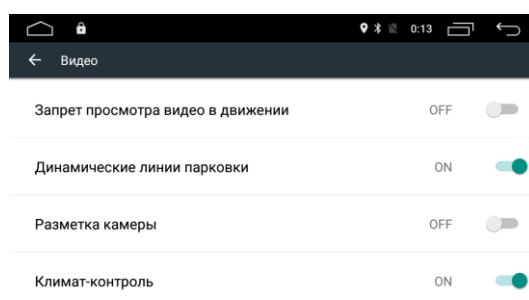 0:13
Видео
Запрет просмотра видео в движении OFF
Динамические линии парковки ON
Разметка камеры OFF
Климат-контроль ON